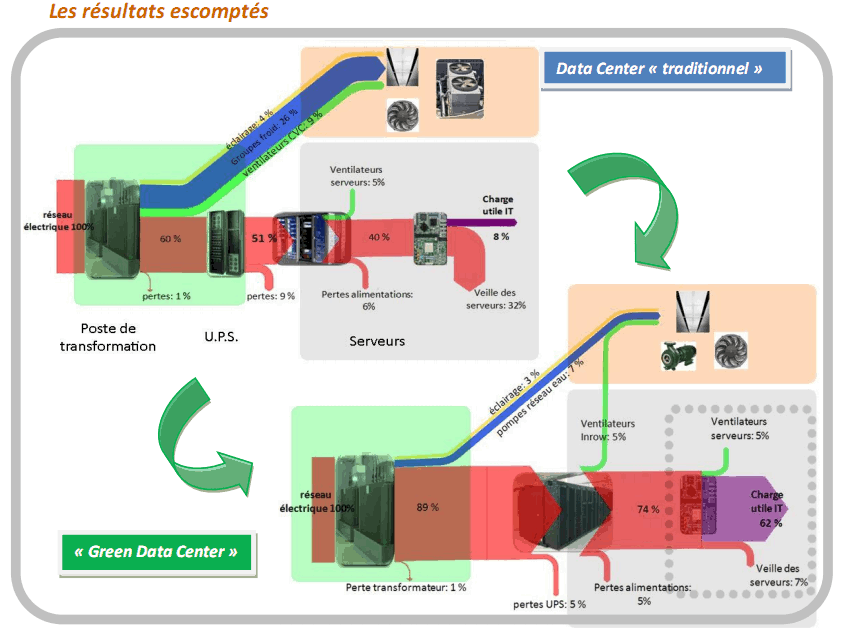 Les résultats escomptés
Data Center « traditionnel »
éclairage: 4 %
Groupes froid: 26 %
ventilateurs CVC: 9 %
Ventilateurs
serveurs: 5%
réseau
électrique 100%
60 %
51 %
40 %
Charge
utile IT
8 %
pertes: 1 %
pertes: 9 %
Pertes alimentations:
6%
Veille des
serveurs: 32%
Poste de
transformation
U.P.S.
Serveurs
éclairage: 3 %
pompes réseau eau: 7 %
Ventilateurs
Inrow: 5%
Ventilateurs
serveurs: 5%
réseau
électrique 100%
89 %
74 %
Charge
utile IT
62 %
« Green Data Center »
Perte transformateur: 1 %
pertes UPS: 5 %
Pertes alimentations:
5%
Veille des
serveurs: 7%